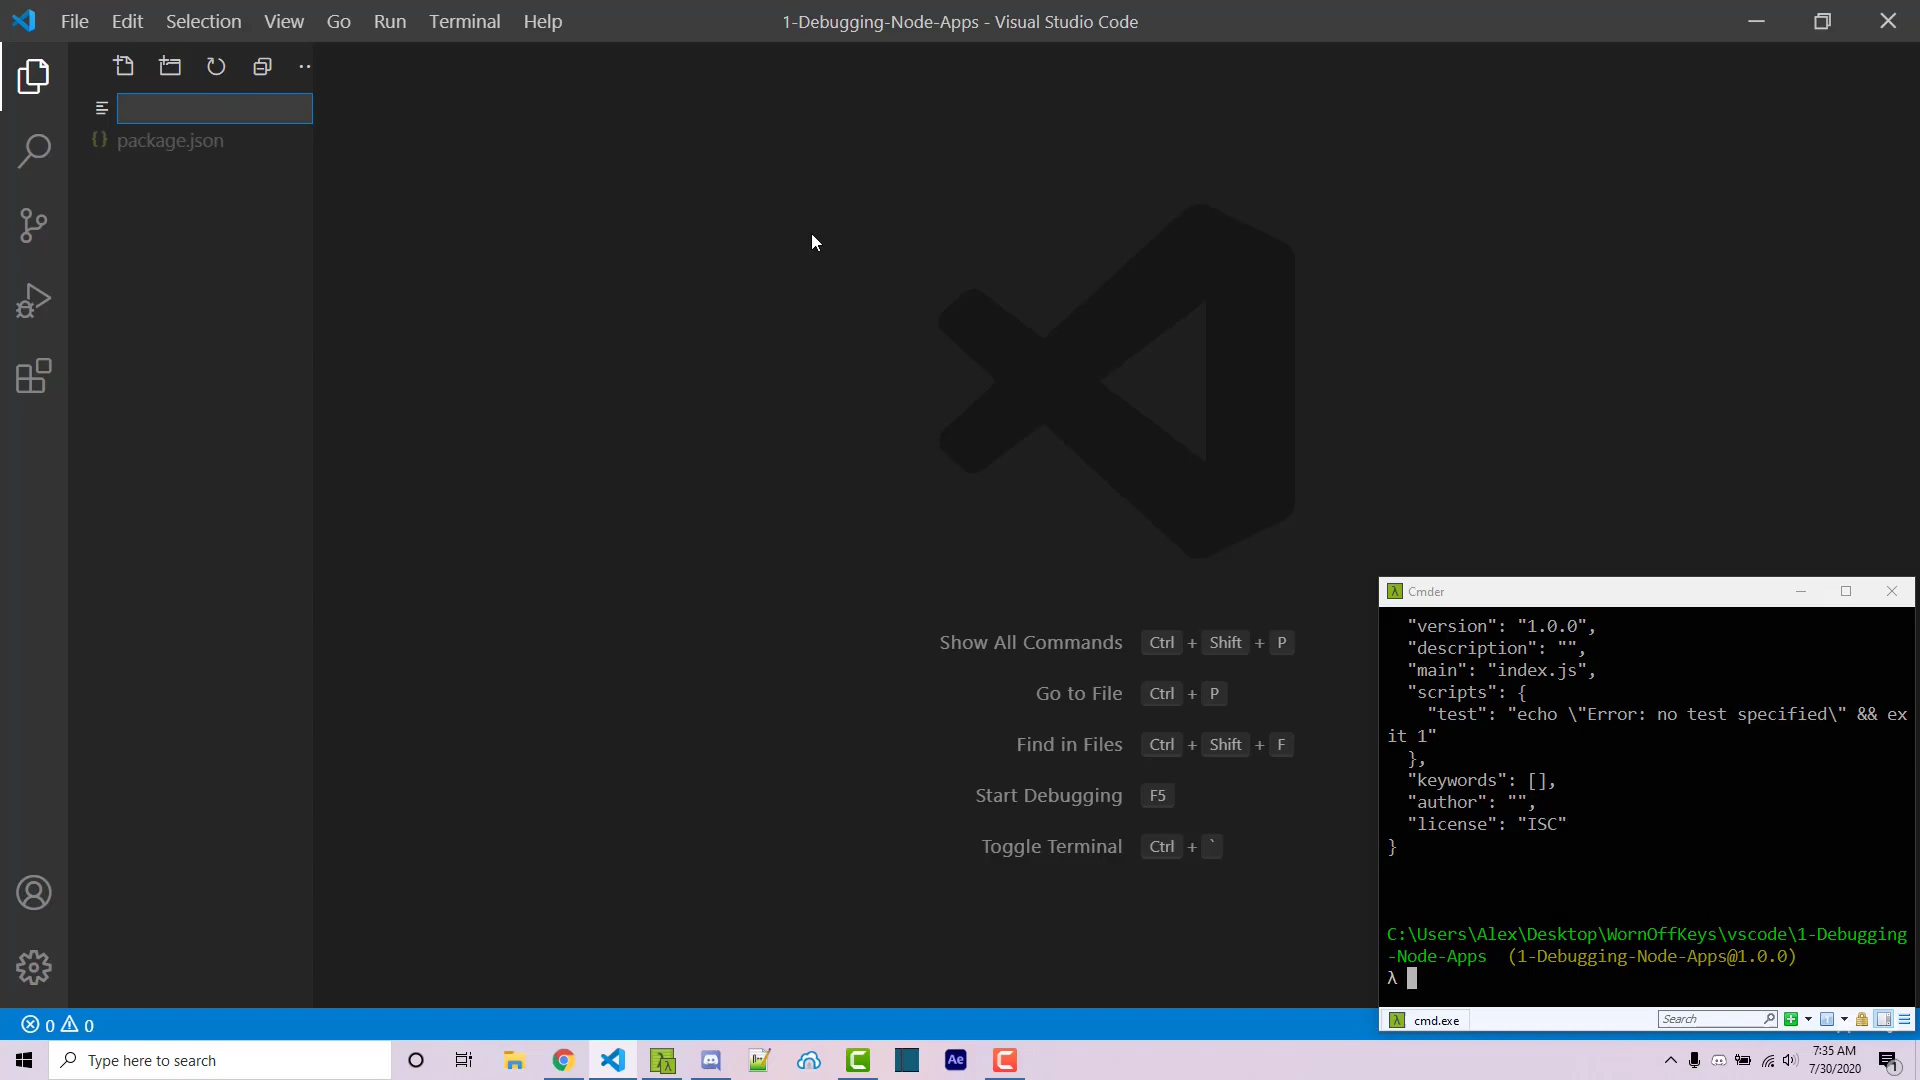 File Edit Selection View Go Run Terminal Help
1-Debugging-Node-Apps - Visual Studio Code
package.json
Show All Commands Ctrl + Shift + P
Go to File Ctrl + P
Find in Files Ctrl + Shift + F
Start Debugging F5
Toggle Terminal Ctrl + `
Cmder
"version": "1.0.0",
"description": "",
"main": "index.js",
"scripts": {
"test": "echo \"Error: no test specified\" && ex
it 1"
},
"keywords": [],
"author": "",
"license": "ISC"
}
C:\Users\Alex\Desktop\WornOffKeys\vscode\1-Debugging
-Node-Apps (1-Debugging-Node-Apps@1.0.0)
λ
cmd.exe
Search
0 0
Type here to search
Ae
7:35 AM
7/30/2020
1